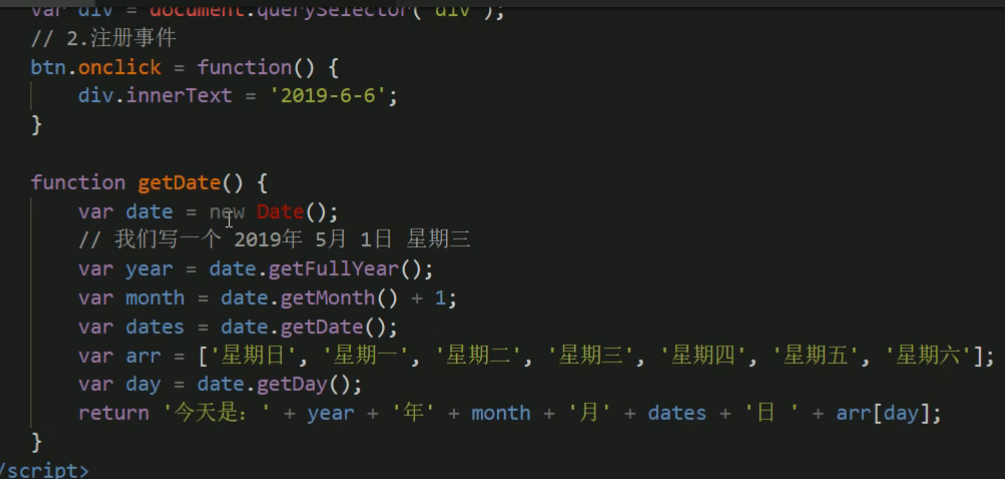 var div = document.querySelector('div');
// 2.注册事件
btn.onclick = function() {
div.innerText = '2019-6-6';
}
function getDate() {
var date = new Date();
// 我们写一个 2019年 5月 1日 星期三
var year = date.getFullYear();
var month = date.getMonth() + 1;
var dates = date.getDate();
var arr = ['星期日', '星期一', '星期二', '星期三', '星期四', '星期五', '星期六'];
var day = date.getDay();
return '今天是：' + year + '年' + month + '月' + dates + '日 ' + arr[day];
}
/script>